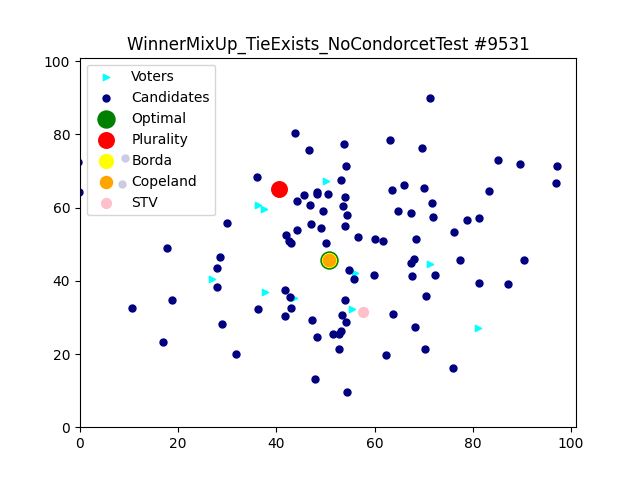 WinnerMixUp_TieExists_NoCondorcetTest #9531
100
80
60
40
20
0
Voters
Candidates
Optimal
Plurality
Borda
Copeland
STV
0 20 40 60 80 100